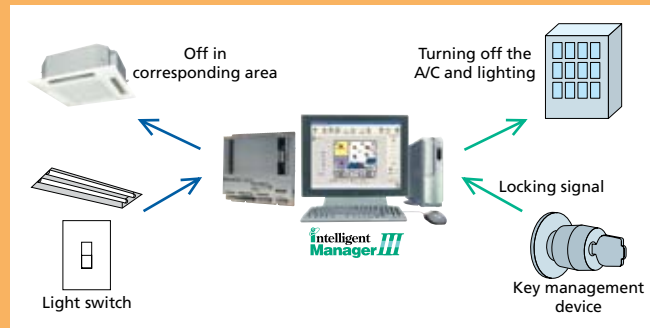 Off in
corresponding area
Turning off the
A/C and lighting
Locking signal
intelligent
Manager III
Light switch
Key management
device